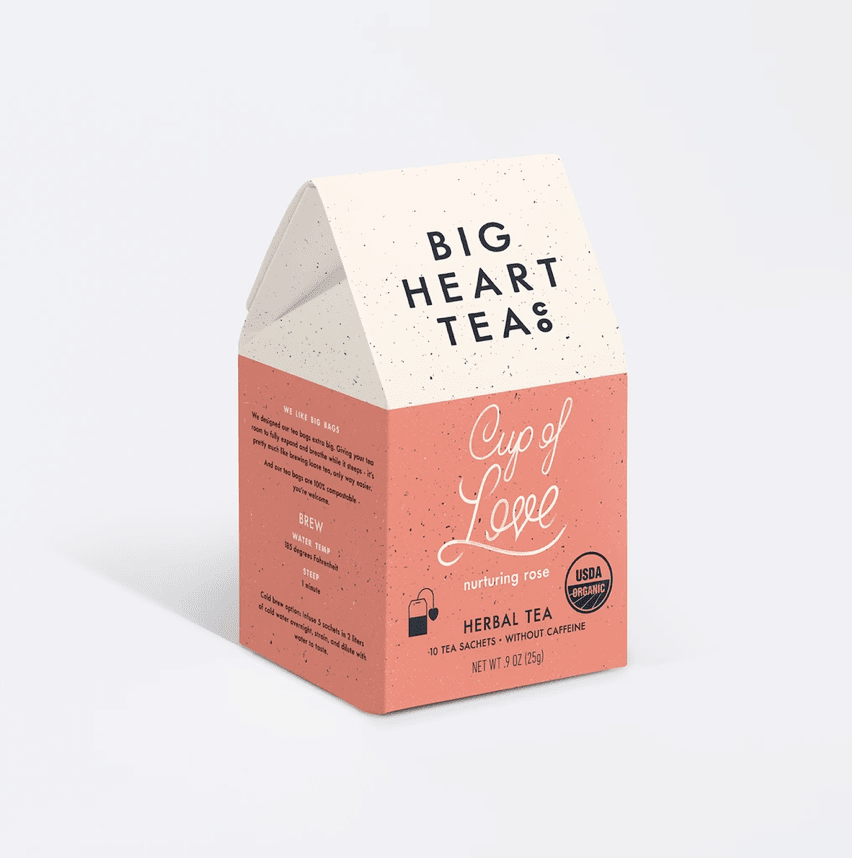 BIG
HEART
TEA CO
Cup of
Love
nurturing rose
USDA
ORGANIC
HERBAL TEA
10 TEA SACHETS • WITHOUT CAFFEINE
NET WT .9 OZ (25g)
WE LIKE BIG BAGS
We designed our tea bags extra big. Giving your tea
room to fully expand and breathe while it steeps - it's
pretty much like brewing loose tea, only way easier.
And our tea bags are 100% compostable -
you're welcome.
BREW
WATER TEMP
185 degrees Fahrenheit
STEEP
1 minute
Cold brew option: infuse 5 sachets in 2 liters
of cold water overnight, strain, and dilute with
water to taste.